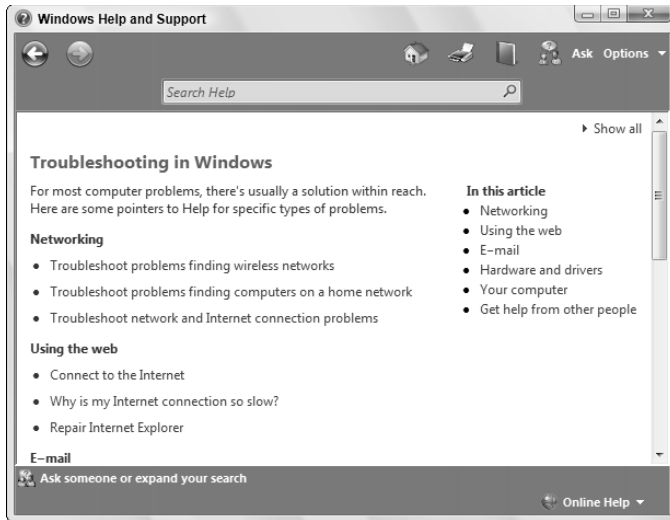 Windows Help and Support
Ask Options
Search Help
Show all
Troubleshooting in Windows
For most computer problems, there's usually a solution within reach.
Here are some pointers to Help for specific types of problems.
Networking
• Troubleshoot problems finding wireless networks
• Troubleshoot problems finding computers on a home network
• Troubleshoot network and Internet connection problems
Using the web
• Connect to the Internet
• Why is my Internet connection so slow?
• Repair Internet Explorer
E-mail
In this article
• Networking
• Using the web
• E-mail
• Hardware and drivers
• Your computer
• Get help from other people
Ask someone or expand your search
Online Help